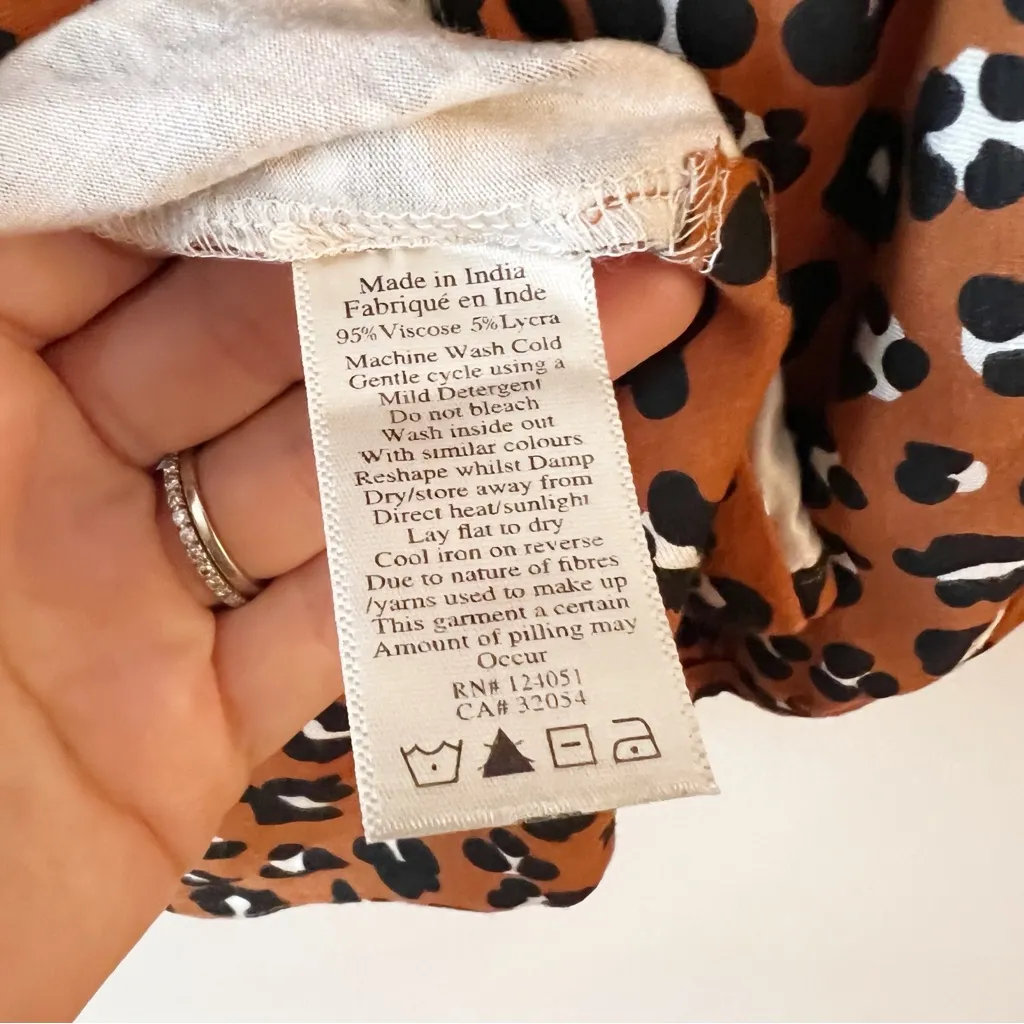 Made in India
Fabriqué en Inde
95% Viscose 5% Lycra
Machine Wash Cold
Gentle cycle using a
Mild Detergent
Do not bleach
Wash inside out
With similar colours
Reshape whilst Damp
Dry/store away from
Direct heat/sunlight
Lay flat to dry
Cool iron on reverse
Due to nature of fibres
/yarns used to make up
This garment a certain
Amount of pilling may
Occur
RN# 124051
CA# 32054